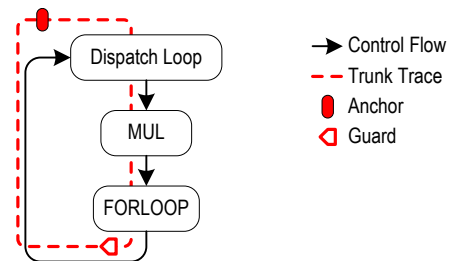 Dispatch Loop
MUL
FORLOOP
Control Flow
Trunk Trace
Anchor
Guard